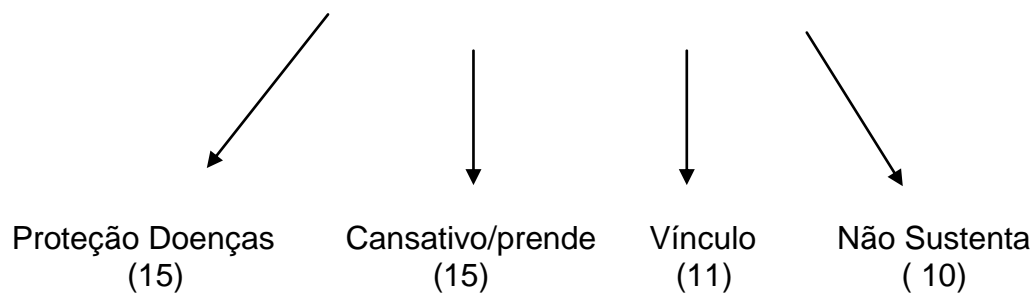 Proteção Doenças Cansativo/prende Vínculo Não Sustenta
(15) (15) (11) ( 10)